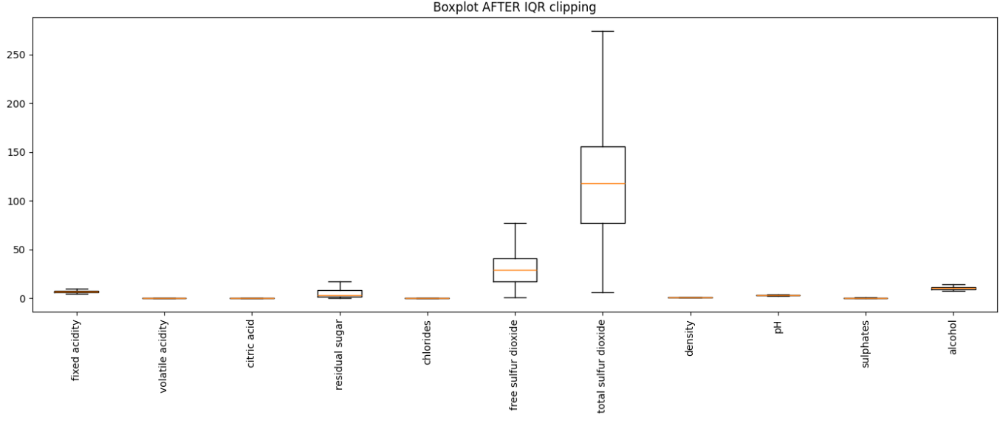 Boxplot AFTER IQR clipping
250
200
150
100
50
0
fixed acidity
volatile acidity
citric acid
residual sugar
chlorides
free sulfur dioxide
total sulfur dioxide
density
pH
sulphates
alcohol